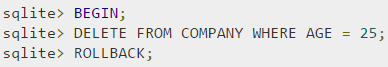 sqlite> BEGIN;
sqlite> DELETE FROM COMPANY WHERE AGE = 25;
sqlite> ROLLBACK;